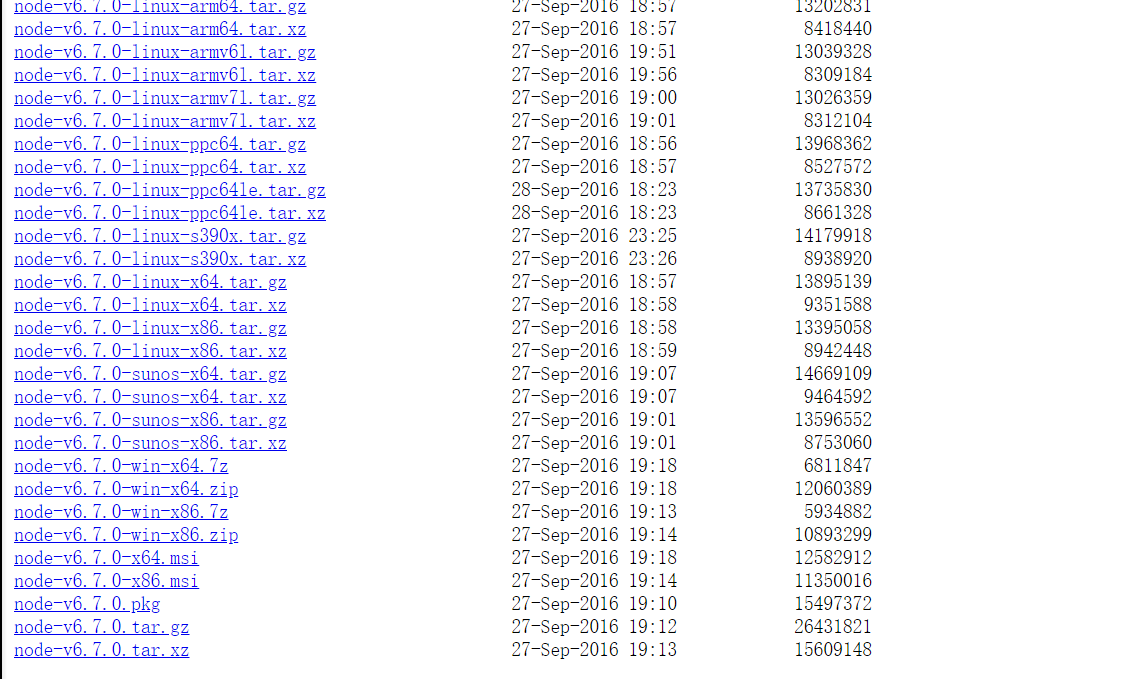 node-v6.7.0-linux-arm64.tar.gz 27-Sep-2016 18:57 13202831
node-v6.7.0-linux-arm64.tar.xz 27-Sep-2016 18:57 8418440
node-v6.7.0-linux-armv6l.tar.gz 27-Sep-2016 19:51 13039328
node-v6.7.0-linux-armv6l.tar.xz 27-Sep-2016 19:56 8309184
node-v6.7.0-linux-armv7l.tar.gz 27-Sep-2016 19:00 13026359
node-v6.7.0-linux-armv7l.tar.xz 27-Sep-2016 19:01 8312104
node-v6.7.0-linux-ppc64.tar.gz 27-Sep-2016 18:56 13968362
node-v6.7.0-linux-ppc64.tar.xz 27-Sep-2016 18:57 8527572
node-v6.7.0-linux-ppc64le.tar.gz 28-Sep-2016 18:23 13735830
node-v6.7.0-linux-ppc64le.tar.xz 28-Sep-2016 18:23 8661328
node-v6.7.0-linux-s390x.tar.gz 27-Sep-2016 23:25 14179918
node-v6.7.0-linux-s390x.tar.xz 27-Sep-2016 23:26 8938920
node-v6.7.0-linux-x64.tar.gz 27-Sep-2016 18:57 13895139
node-v6.7.0-linux-x64.tar.xz 27-Sep-2016 18:58 9351588
node-v6.7.0-linux-x86.tar.gz 27-Sep-2016 18:58 13395058
node-v6.7.0-linux-x86.tar.xz 27-Sep-2016 18:59 8942448
node-v6.7.0-sunos-x64.tar.gz 27-Sep-2016 19:07 14669109
node-v6.7.0-sunos-x64.tar.xz 27-Sep-2016 19:07 9464592
node-v6.7.0-sunos-x86.tar.gz 27-Sep-2016 19:01 13596552
node-v6.7.0-sunos-x86.tar.xz 27-Sep-2016 19:01 8753060
node-v6.7.0-win-x64.7z 27-Sep-2016 19:18 6811847
node-v6.7.0-win-x64.zip 27-Sep-2016 19:18 12060389
node-v6.7.0-win-x86.7z 27-Sep-2016 19:13 5934882
node-v6.7.0-win-x86.zip 27-Sep-2016 19:14 10893299
node-v6.7.0-x64.msi 27-Sep-2016 19:18 12582912
node-v6.7.0-x86.msi 27-Sep-2016 19:14 11350016
node-v6.7.0.pkg 27-Sep-2016 19:10 15497372
node-v6.7.0.tar.gz 27-Sep-2016 19:12 26431821
node-v6.7.0.tar.xz 27-Sep-2016 19:13 15609148